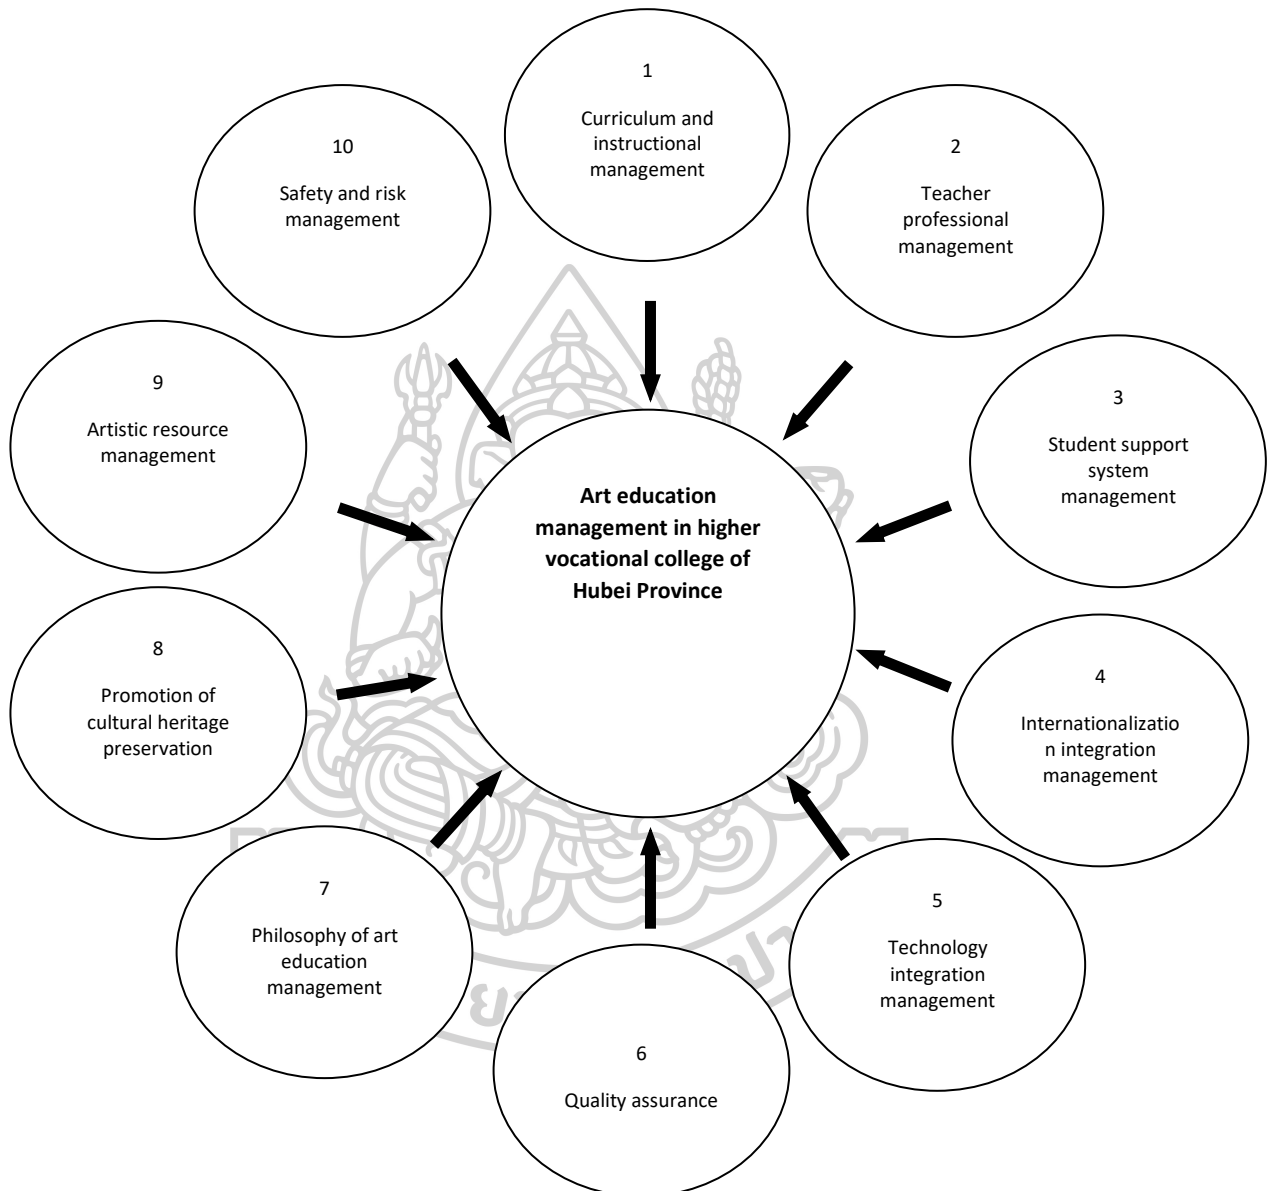 1
Curriculum and
instructional
management
2
Teacher
professional
management
3
Student support
system
management
4
Internationalizatio
n integration
management
5
Technology
integration
management
6
Quality assurance
7
Philosophy of art
education
management
8
Promotion of
cultural heritage
preservation
9
Artistic resource
management
10
Safety and risk
management
Art education
management in higher
vocational college of
Hubei Province